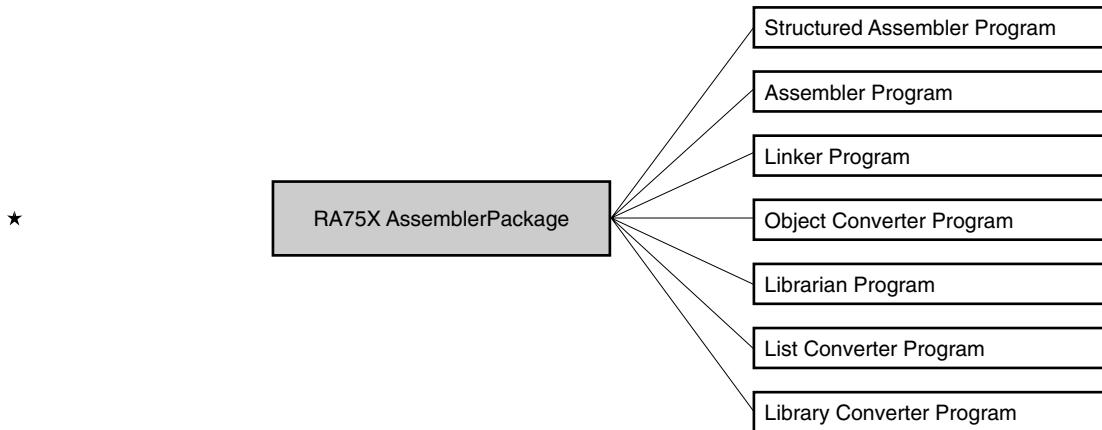 Structured Assembler Program
Assembler Program
Linker Program
★ RA75X AssemblerPackage
Object Converter Program
Librarian Program
List Converter Program
Library Converter Program